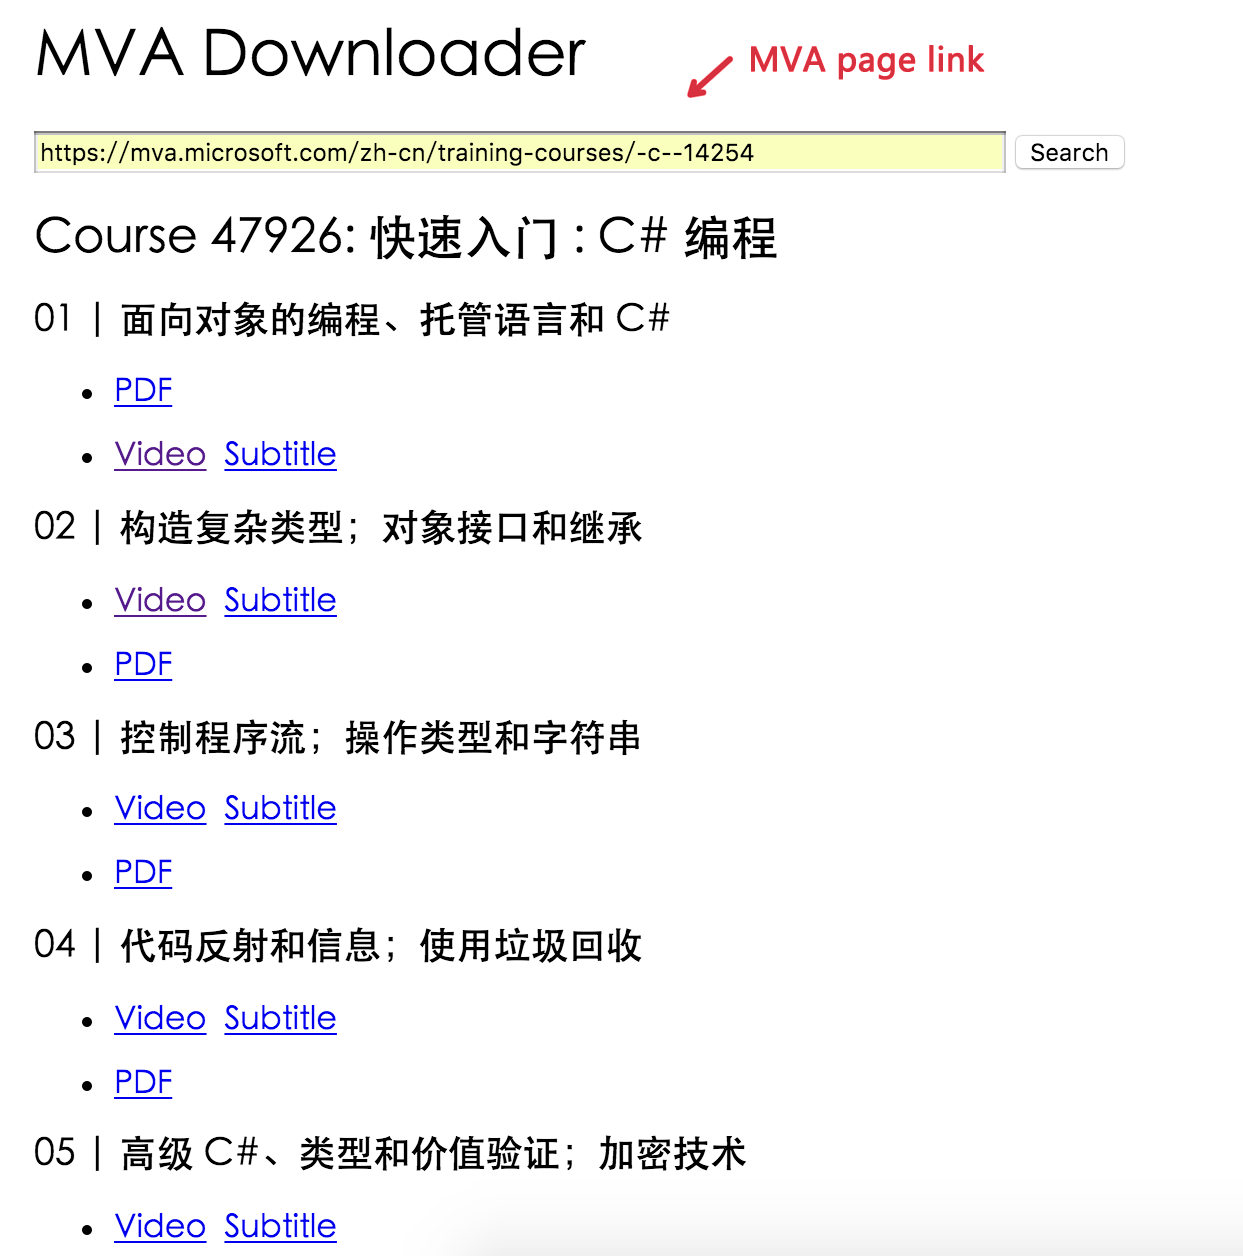 MVA Downloader
MVA page link
https://mva.microsoft.com/zh-cn/training-courses/-c--14254 Search
Course 47926: 快速入门 : C# 编程
01 | 面向对象的编程、托管语言和 C#
PDF
Video Subtitle
02 | 构造复杂类型；对象接口和继承
Video Subtitle
PDF
03 | 控制程序流；操作类型和字符串
Video Subtitle
PDF
04 | 代码反射和信息；使用垃圾回收
Video Subtitle
PDF
05 | 高级 C#、类型和价值验证；加密技术
Video Subtitle